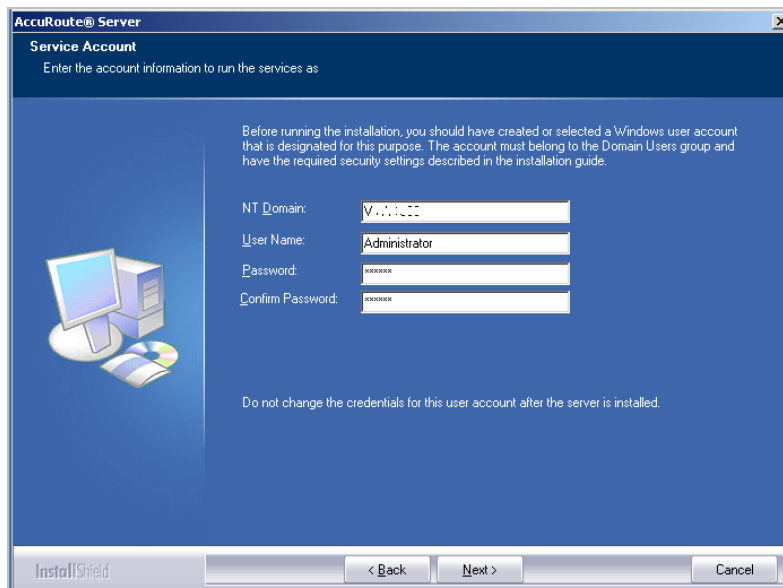 AccuRoute® Server
Service Account
Enter the account information to run the services as
Before running the installation, you should have created or selected a Windows user account
that is designated for this purpose. The account must belong to the Domain Users group and
have the required security settings described in the installation guide.
NT Domain:
User Name: Administrator
Password: ******
Confirm Password: ******
Do not change the credentials for this user account after the server is installed.
InstallShield
< Back
Next >
Cancel